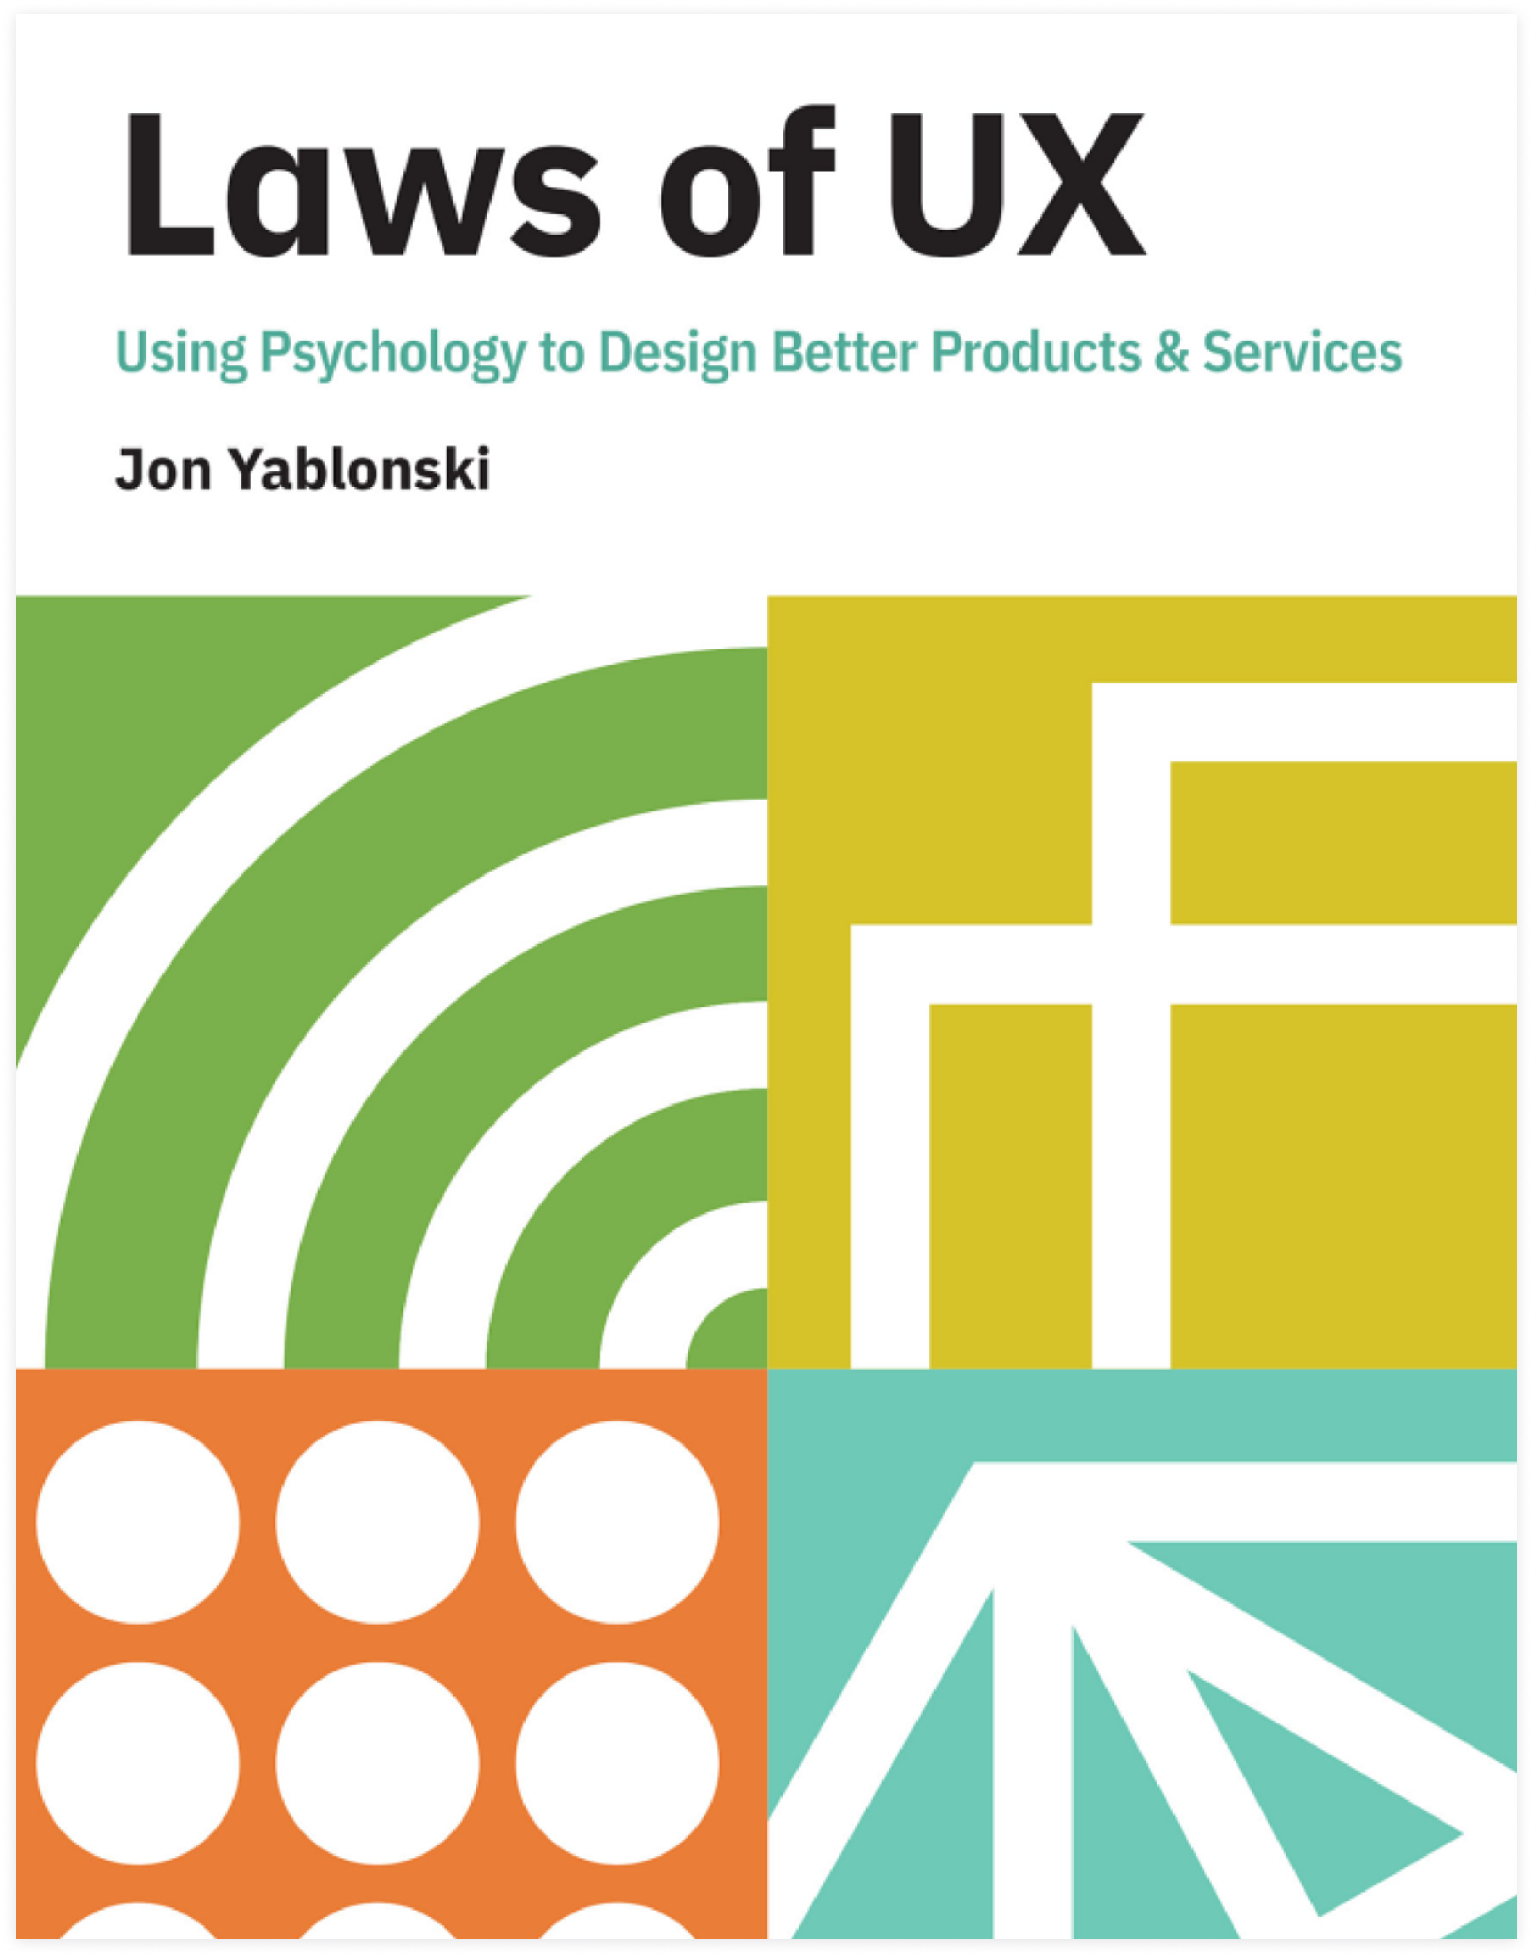 Laws of UX
Using Psychology to Design Better Products & Services
Jon Yablonski